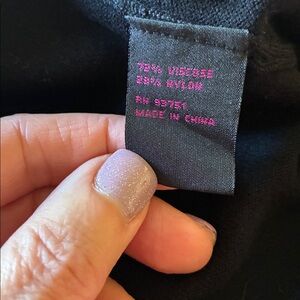 72% VISCOSE
28% NYLON
RN 93751
MADE IN CHINA